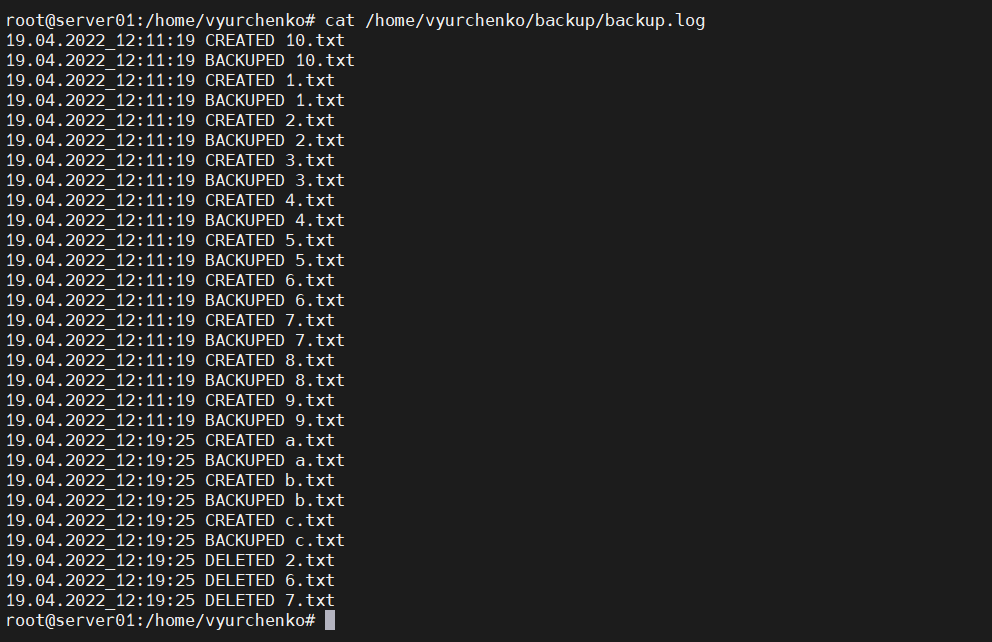 root@server01:/home/vyurchenko# cat /home/vyurchenko/backup/backup.log
19.04.2022_12:11:19 CREATED 10.txt
19.04.2022_12:11:19 BACKUPED 10.txt
19.04.2022_12:11:19 CREATED 1.txt
19.04.2022_12:11:19 BACKUPED 1.txt
19.04.2022_12:11:19 CREATED 2.txt
19.04.2022_12:11:19 BACKUPED 2.txt
19.04.2022_12:11:19 CREATED 3.txt
19.04.2022_12:11:19 BACKUPED 3.txt
19.04.2022_12:11:19 CREATED 4.txt
19.04.2022_12:11:19 BACKUPED 4.txt
19.04.2022_12:11:19 CREATED 5.txt
19.04.2022_12:11:19 BACKUPED 5.txt
19.04.2022_12:11:19 CREATED 6.txt
19.04.2022_12:11:19 BACKUPED 6.txt
19.04.2022_12:11:19 CREATED 7.txt
19.04.2022_12:11:19 BACKUPED 7.txt
19.04.2022_12:11:19 CREATED 8.txt
19.04.2022_12:11:19 BACKUPED 8.txt
19.04.2022_12:11:19 CREATED 9.txt
19.04.2022_12:11:19 BACKUPED 9.txt
19.04.2022_12:19:25 CREATED a.txt
19.04.2022_12:19:25 BACKUPED a.txt
19.04.2022_12:19:25 CREATED b.txt
19.04.2022_12:19:25 BACKUPED b.txt
19.04.2022_12:19:25 CREATED c.txt
19.04.2022_12:19:25 BACKUPED c.txt
19.04.2022_12:19:25 DELETED 2.txt
19.04.2022_12:19:25 DELETED 6.txt
19.04.2022_12:19:25 DELETED 7.txt
root@server01:/home/vyurchenko#